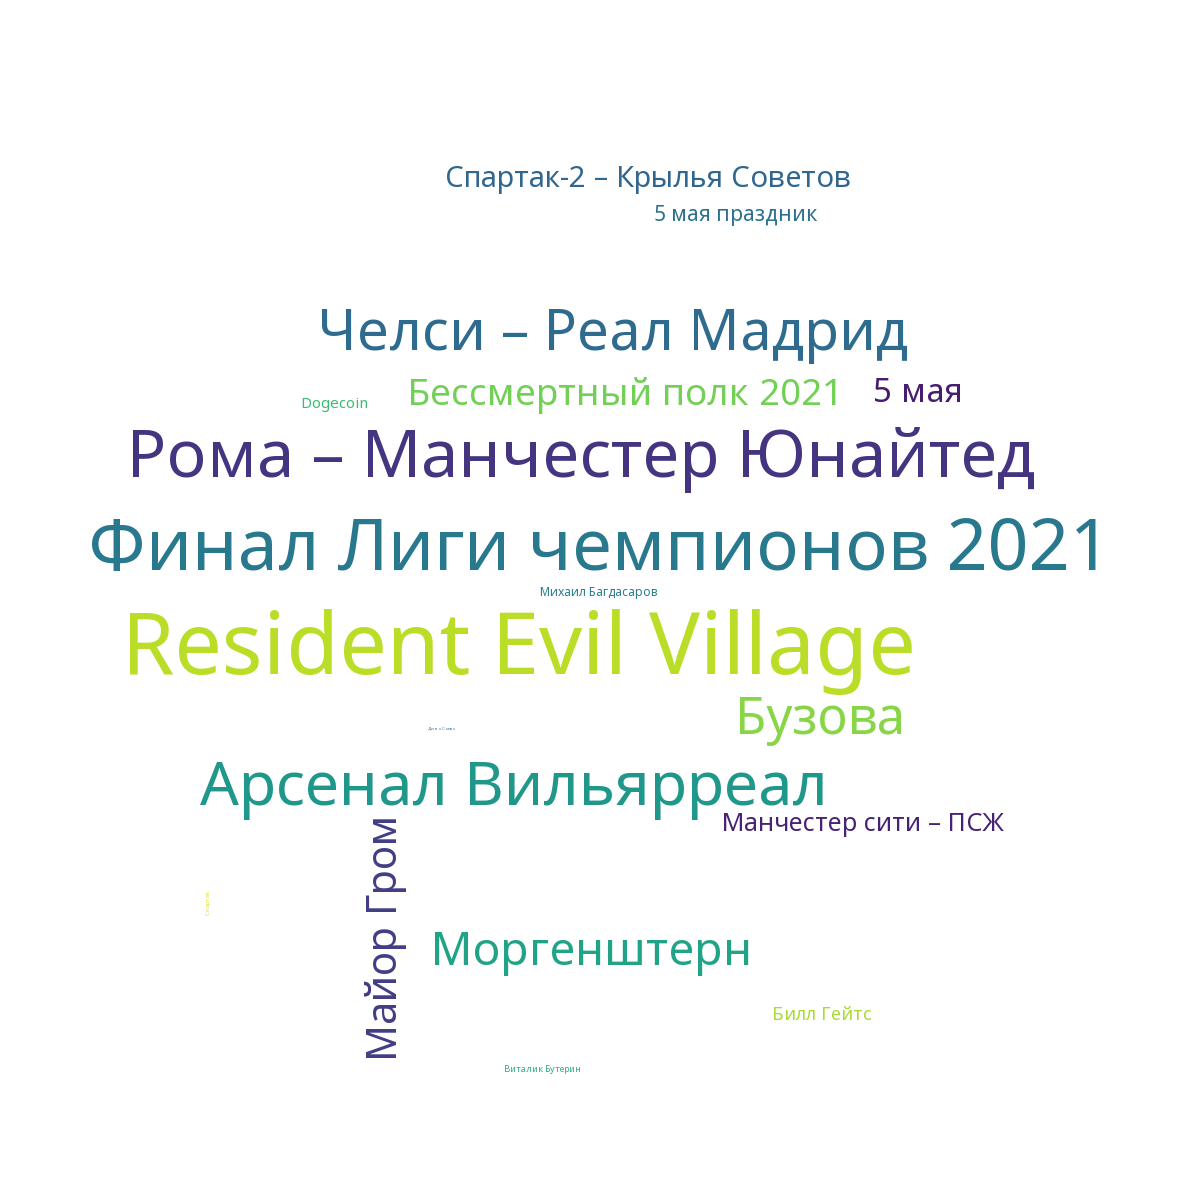 Спартак-2 – Крылья Советов
5 мая праздник
Челси – Реал Мадрид
Dogecoin
Бессмертный полк 2021
5 мая
Рома – Манчестер Юнайтед
Финал Лиги чемпионов 2021
Михаил Багдасаров
Resident Evil Village
Бузова
Арсенал Вильярреал
Манчестер сити – ПСЖ
Майор Гром
Спартак
Моргенштерн
Билл Гейтс
Виталик Бутерин